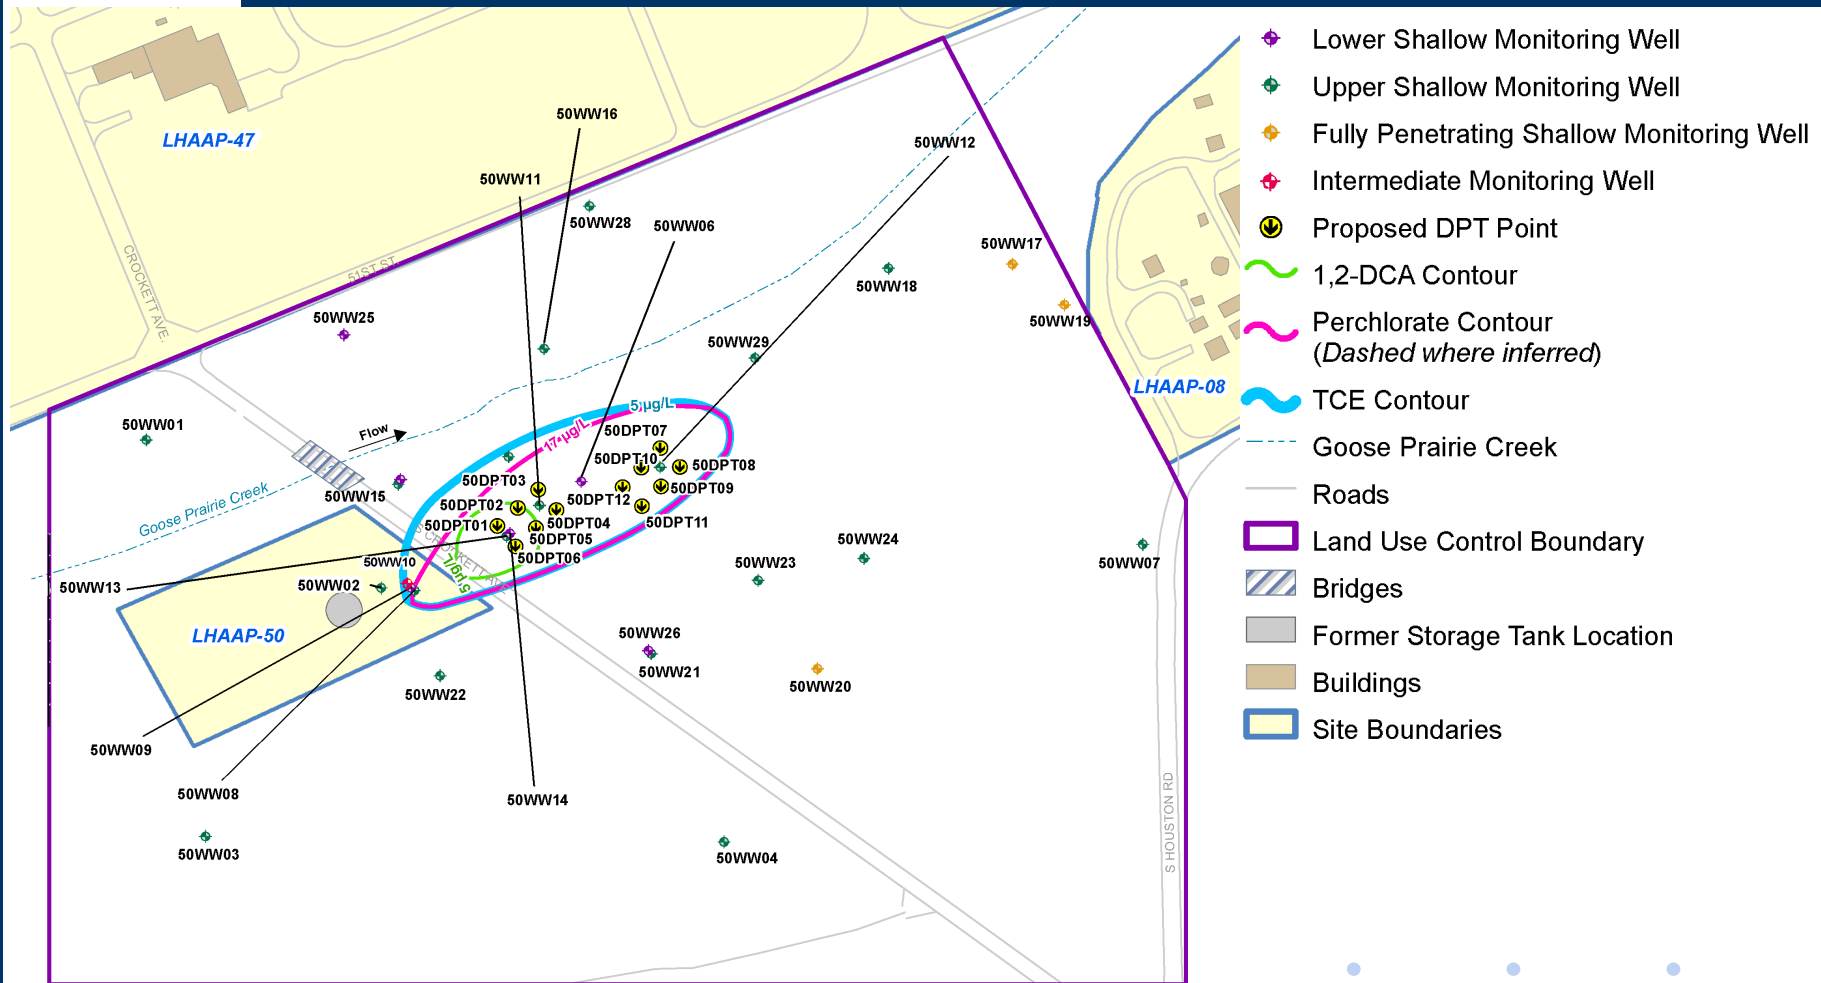 50WW16
50WW12
LHAAP-47
50WW11
50WW28
50WW06
50WW17
CROCKETT AVE.
51ST ST.
50WW18
50WW25
50WW19
50WW29
LHAAP-08
5 µg/L
50WW01
Flow
17 µg/L
50DPT07
50DPT10
50DPT08
50DPT03
50DPT09
50WW15
50DPT12
Goose Prairie Creek
50DPT02
50DPT01
50DPT04
50DPT11
50DPT05
50DPT06
CROCKETT AVE.
5 µg/L
50WW10
50WW24
50WW23
50WW07
50WW13
50WW02
LHAAP-50
50WW26
50WW21
50WW20
50WW22
50WW09
50WW08
50WW14
50WW03
50WW04
S HOUSTON RD
Lower Shallow Monitoring Well
Upper Shallow Monitoring Well
Fully Penetrating Shallow Monitoring Well
Intermediate Monitoring Well
Proposed DPT Point
1,2-DCA Contour
Perchlorate Contour
(Dashed where inferred)
TCE Contour
Goose Prairie Creek
Roads
Land Use Control Boundary
Bridges
Former Storage Tank Location
Buildings
Site Boundaries